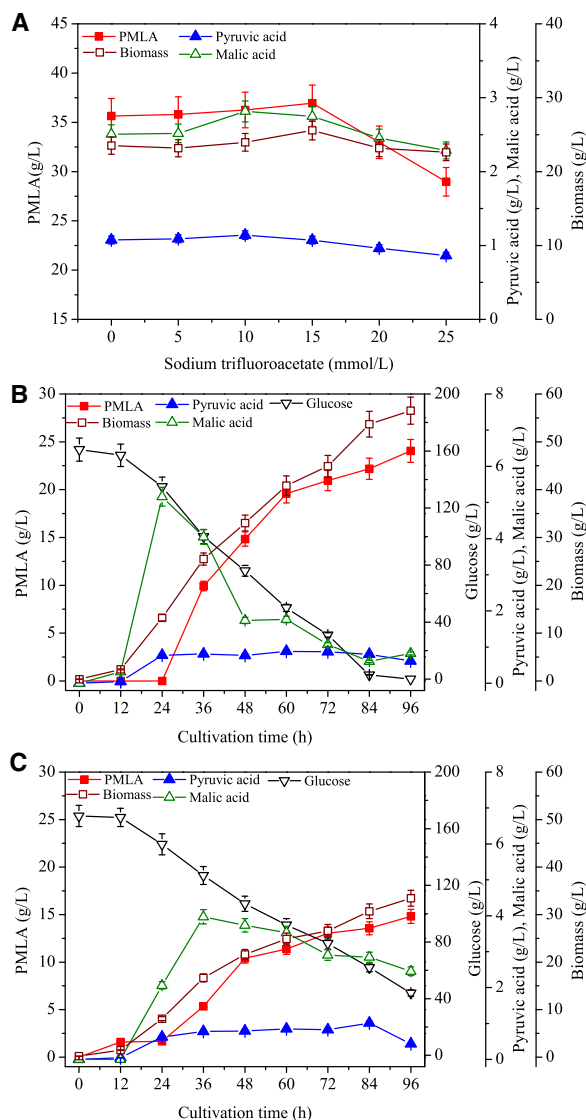 A
PMLA
Pyruvic acid
Biomass
Malic acid
45
40
35
30
25
20
15
PMLA(g/L)
4
3
2
1
0
Pyruvic acid (g/L), Malic acid (g/L)
40
30
20
10
0
Biomass (g/L)
0 5 10 15 20 25
Sodium trifluoroacetate (mmol/L)
B
PMLA
Pyruvic acid
Glucose
Biomass
Malic acid
30
25
20
15
10
5
0
PMLA (g/L)
200
160
120
80
40
0
Glucose (g/L)
8
6
4
2
0
Pyruvic acid (g/L), Malic acid (g/L)
60
50
40
30
20
10
0
Biomass (g/L)
0 12 24 36 48 60 72 84 96
Cultivation time (h)
C
PMLA
Pyruvic acid
Glucose
Biomass
Malic acid
30
25
20
15
10
5
0
PMLA (g/L)
200
160
120
80
40
0
Glucose (g/L)
8
6
4
2
0
Pyruvic acid (g/L), Malic acid (g/L)
60
50
40
30
20
10
0
Biomass (g/L)
0 12 24 36 48 60 72 84 96
Cultivation time (h)